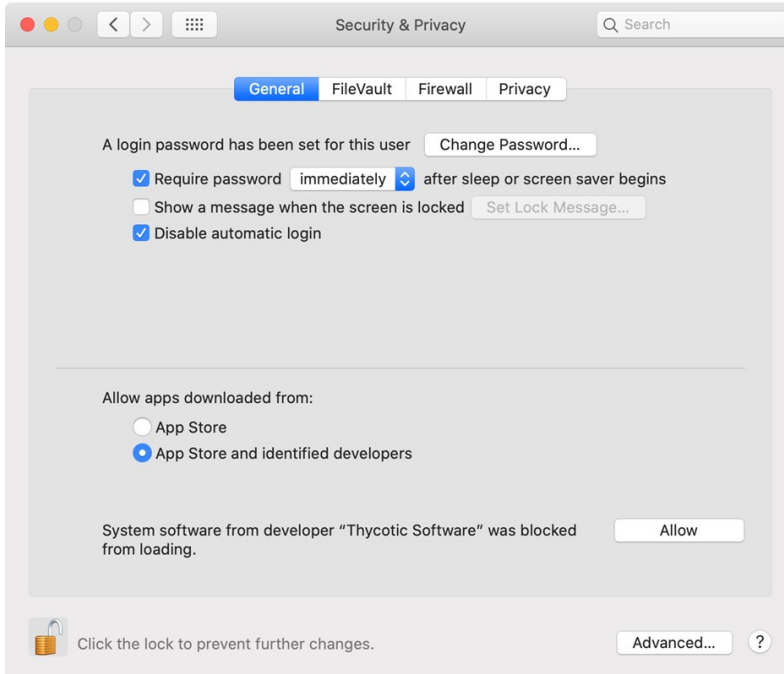 Security & Privacy
Search
General FileVault Firewall Privacy
A login password has been set for this user Change Password...
Require password immediately after sleep or screen saver begins
Show a message when the screen is locked Set Lock Message...
Disable automatic login
Allow apps downloaded from:
App Store
App Store and identified developers
System software from developer “Thycotic Software” was blocked
from loading.
Allow
Click the lock to prevent further changes.
Advanced... ?